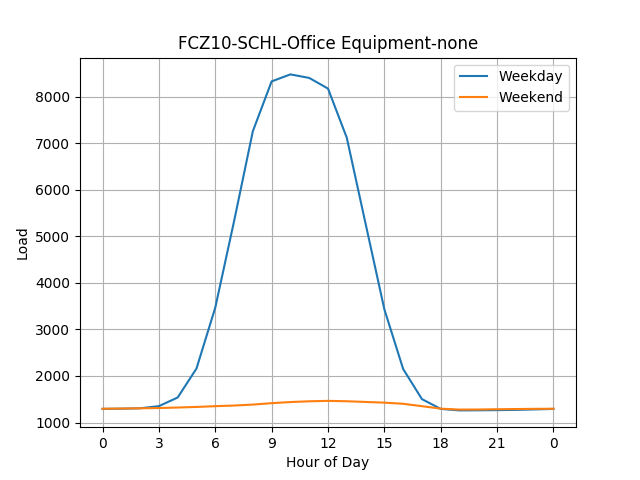 FCZ10-SCHL-Office Equipment-none
Weekday
Weekend
8000
7000
6000
5000
4000
3000
2000
1000
Load
0 3 6 9 12 15 18 21 0
Hour of Day